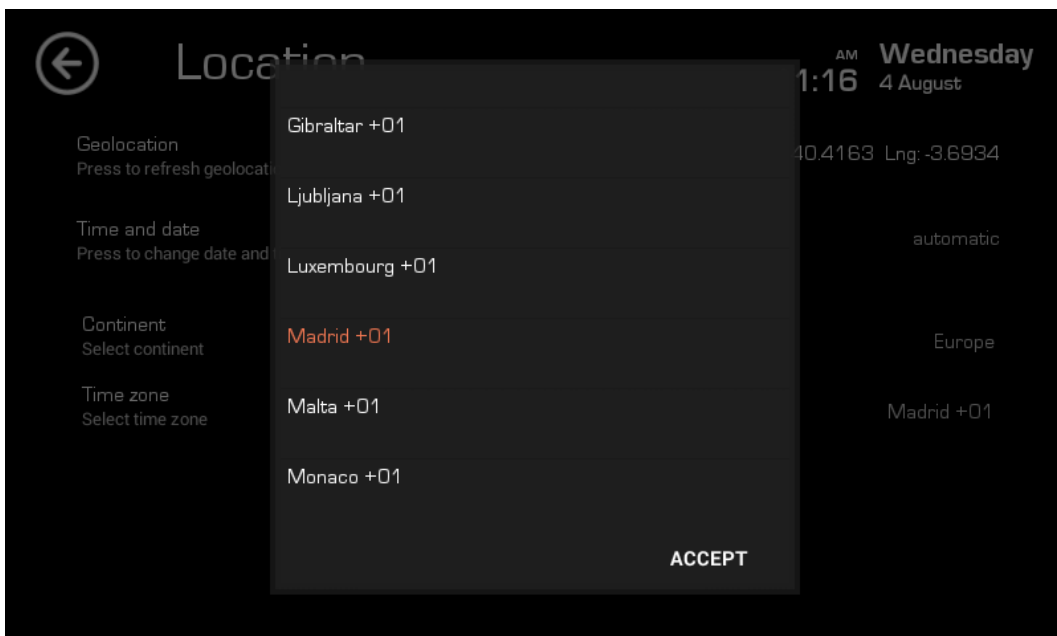 Location
AM
Wednesday
1:16
4 August
Geolocation
Press to refresh geolocati
40.4163 Lng: -3.6934
Time and date
Press to change date and
automatic
Continent
Select continent
Europe
Time zone
Select time zone
Madrid +01
Gibraltar +01
Ljubljana +01
Luxembourg +01
Madrid +01
Malta +01
Monaco +01
ACCEPT